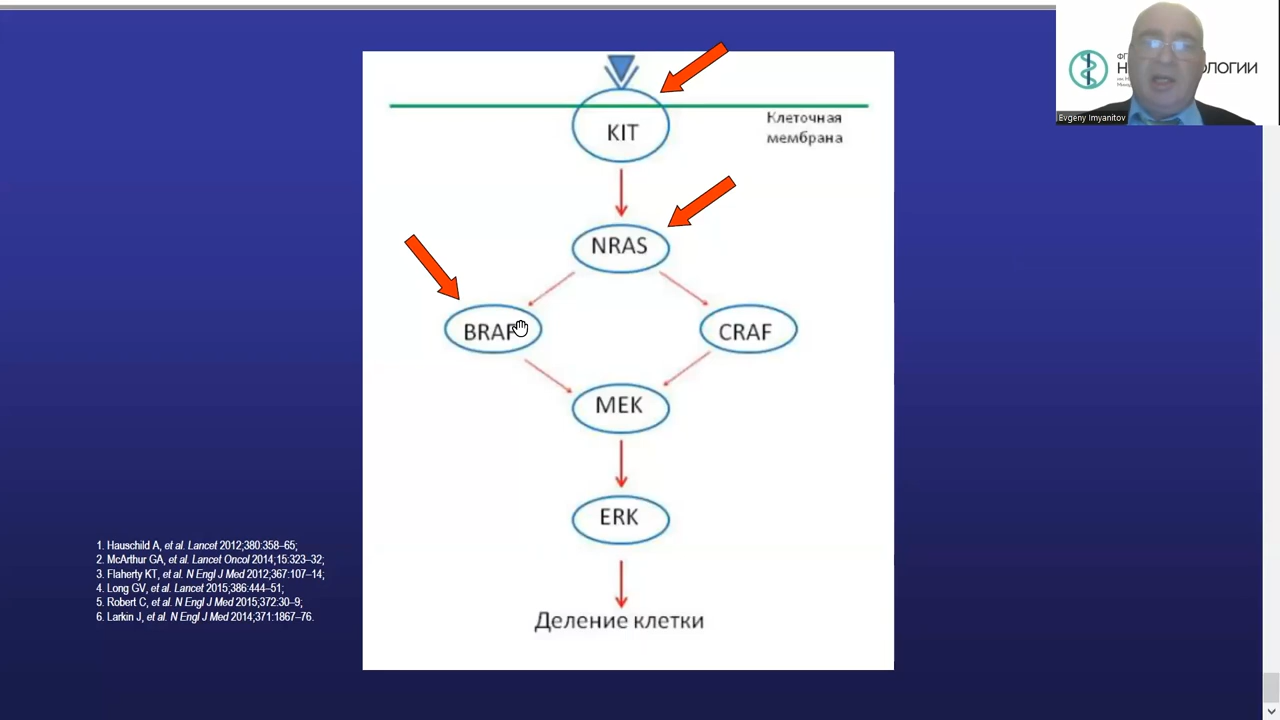 KIT
Клеточная
мембрана
NRAS
BRAF
CRAF
MEK
ERK
Деление клетки
1. Hauschild A, et al. Lancet 2012;380:358–65;
2. McArthur GA, et al. Lancet Oncol 2014;15:323–32;
3. Flaherty KT, et al. N Engl J Med 2012;367:107–14;
4. Long GV, et al. Lancet 2015;386:444–51;
5. Robert C, et al. N Engl J Med 2015;372:30–9;
6. Larkin J, et al. N Engl J Med 2014;371:1867–76.
Evgeny Imyanitov